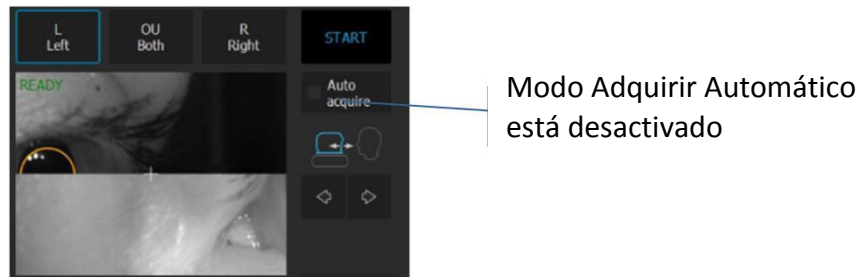 L
Left
OU
Both
R
Right
START
READY
Auto
acquire
Modo Adquirir Automático
está desactivado